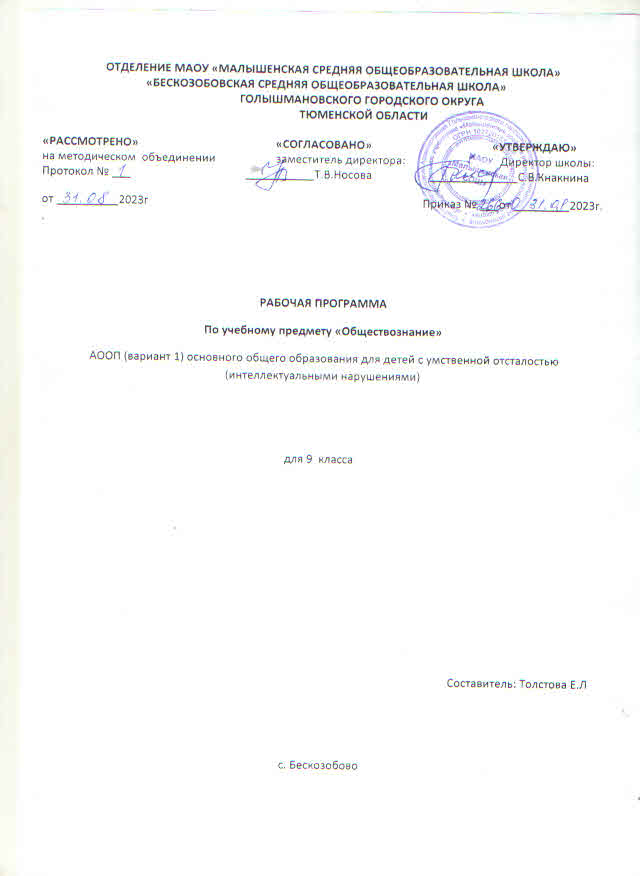 ОТДЕЛЕНИЕ МАОУ «МАЛЫШЕНСКАЯ СРЕДНЯЯ ОБЩЕОБРАЗОВАТЕЛЬНАЯ ШКОЛА»
«БЕСКОЗОБОВСКАЯ СРЕДНЯЯ ОБЩЕОБРАЗОВАТЕЛЬНАЯ ШКОЛА»
ГОЛЫШМАНОВСКОГО ГОРОДСКОГО ОКРУГА
ТЮМЕНСКОЙ ОБЛАСТИ
«РАССМОТРЕНО» «СОГЛАСОВАНО» «УТВЕРЖДАЮ»
на методическом объединении заместитель директора: Директор школы:
Протокол № 1 Т.В.Носова С.В.Кнакнина
от 31.08 2023г
Приказ № от 31.08 2023г.
МАОУ
«Малышенская
РАБОЧАЯ ПРОГРАММА
По учебному предмету «Обществознание»
АООП (вариант 1) основного общего образования для детей с умственной отсталостью
(интеллектуальными нарушениями)
для 9 класса
Составитель: Толстова Е.Л
с. Бескозобово